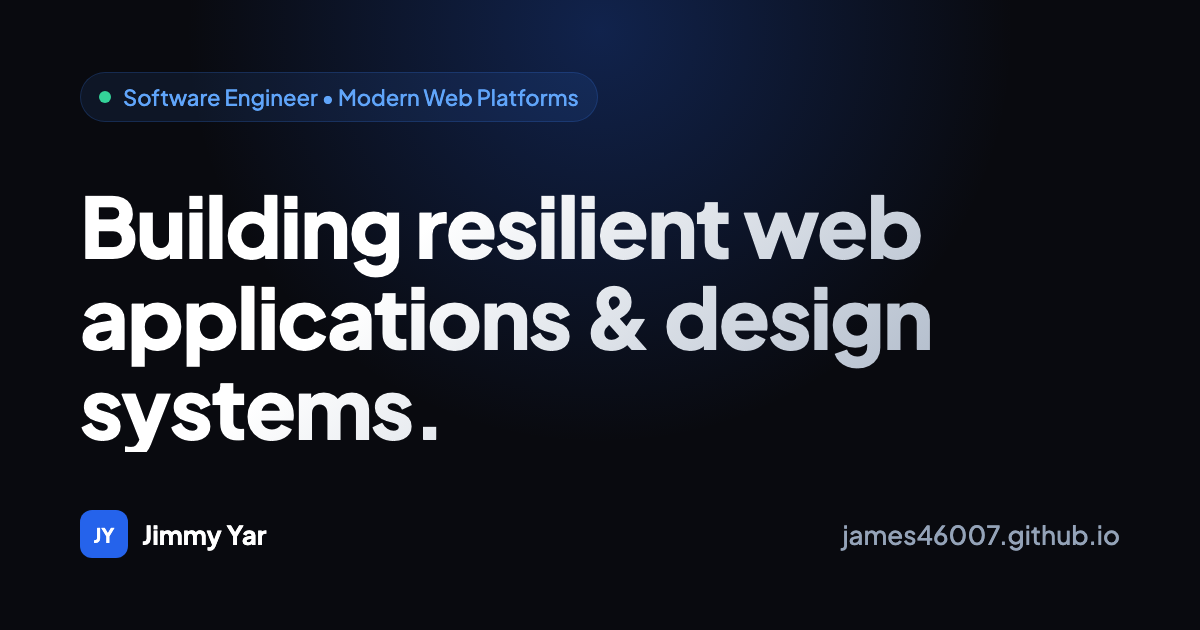 Software Engineer • Modern Web Platforms
Building resilient web
applications & design
systems.
JY
Jimmy Yar
james46007.github.io